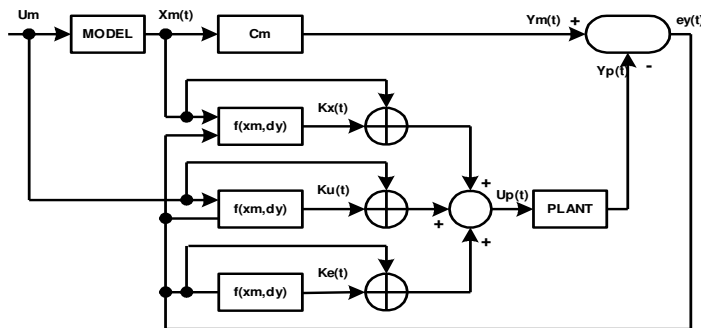 Um
MODEL
Xm(t)
Cm
Ym(t)
+
ey(t)
Yp(t)
-
f(xm,dy)
Kx(t)
+
f(xm,dy)
Ku(t)
+
Up(t)
PLANT
f(xm,dy)
Ke(t)
+